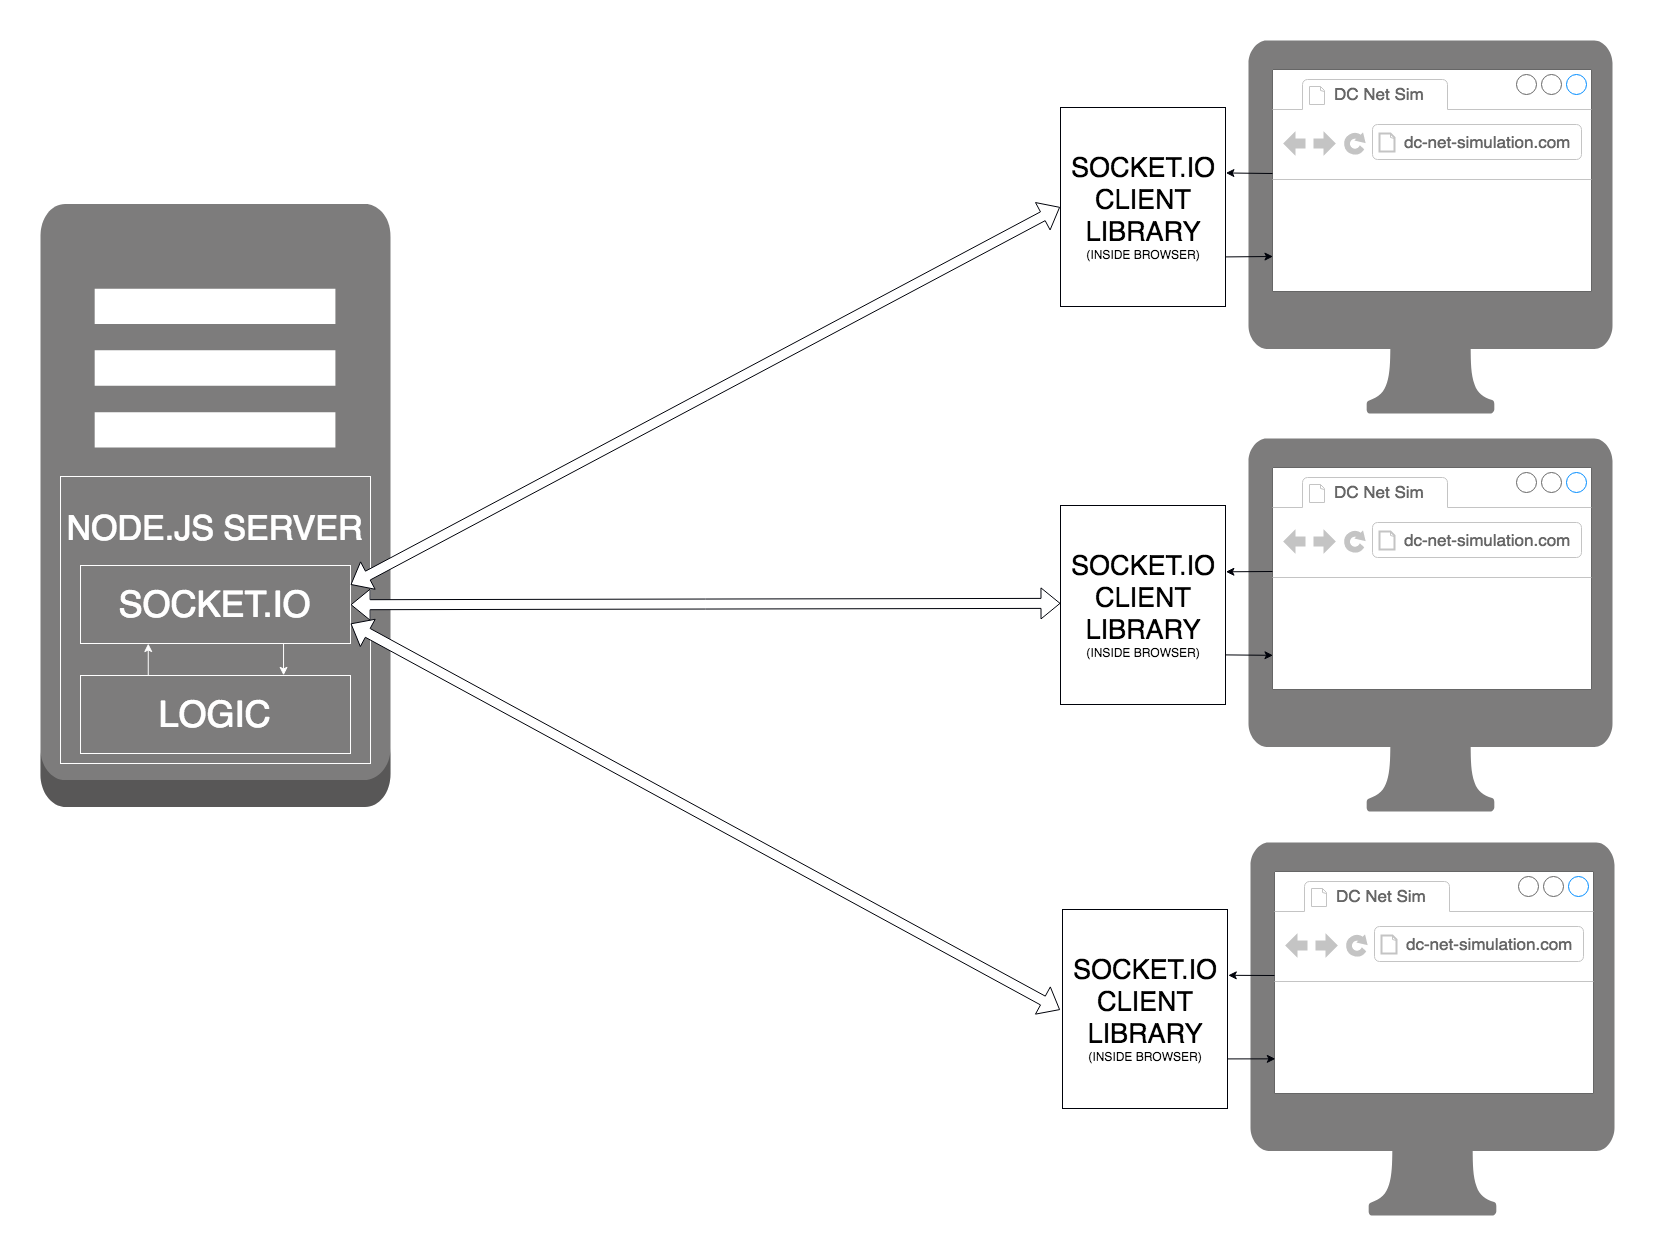 NODE.JS SERVER
SOCKET.IO
LOGIC
SOCKET.IO
CLIENT
LIBRARY
(INSIDE BROWSER)
DC Net Sim
dc-net-simulation.com
SOCKET.IO
CLIENT
LIBRARY
(INSIDE BROWSER)
DC Net Sim
dc-net-simulation.com
SOCKET.IO
CLIENT
LIBRARY
(INSIDE BROWSER)
DC Net Sim
dc-net-simulation.com